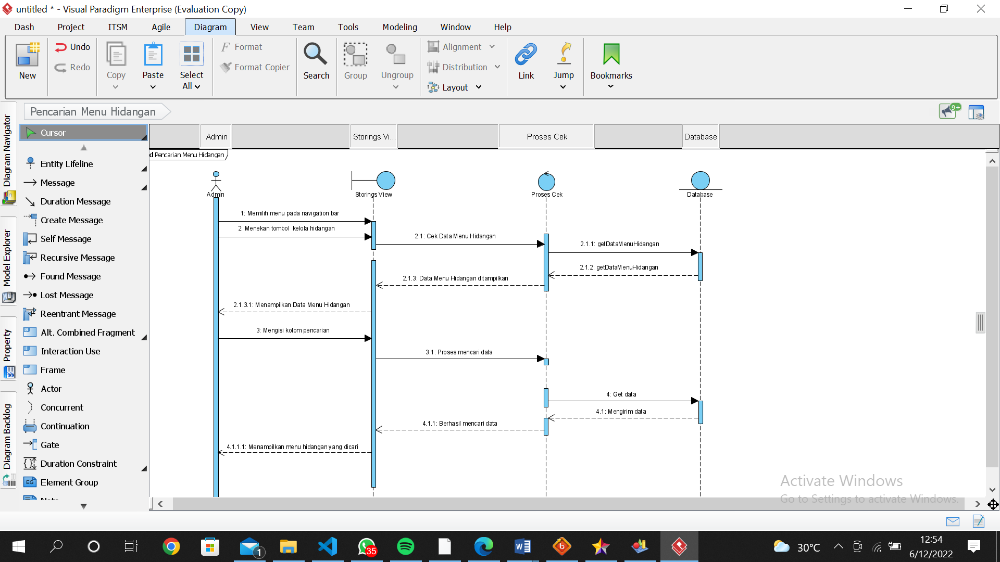 untitled * - Visual Paradigm Enterprise (Evaluation Copy)
Dash Project ITSM Agile Diagram View Team Tools Modeling Window Help
New
Undo
Redo
Copy
Paste
Select
All
Format
Format Copier
Search
Group
Ungroup
Alignment
Distribution
Layout
Link
Jump
Bookmarks
Pencarian Menu Hidangan
9+
Diagram Navigator
Model Explorer
Property
Diagram Backlog
Cursor
Entity Lifeline
Message
Duration Message
Create Message
Self Message
Recursive Message
Found Message
Lost Message
Reentrant Message
Alt. Combined Fragment
Interaction Use
Frame
Actor
Concurrent
Continuation
Gate
Duration Constraint
EG Element Group
Admin Storings Vi... Proses Cek Database
d Pencarian Menu Hidangan
Admin
Storings View
Proses Cek
Database
1: Memilih menu pada navigation bar
2: Menekan tombol kelola hidangan
2.1: Cek Data Menu Hidangan
2.1.1: getDataMenuHidangan
2.1.2: getDataMenuHidangan
2.1.3: Data Menu Hidangan ditampilkan
2.1.3.1: Menampilkan Data Menu Hidangan
3: Mengisi kolom pencarian
3.1: Proses mencari data
4: Get data
4.1: Mengirim data
4.1.1: Berhasil mencari data
4.1.1.1: Menampilkan menu hidangan yang dicari
Activate Windows
Go to Settings to activate Windows.
1
35
30°C
12:54
6/12/2022